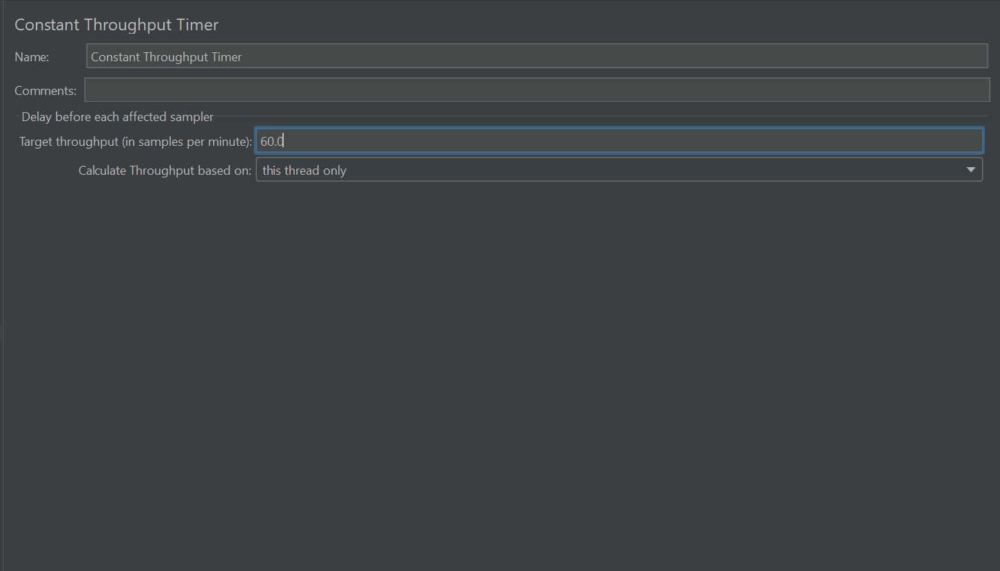 Constant Throughput Timer
Name: Constant Throughput Timer
Comments:
Delay before each affected sampler
Target throughput (in samples per minute): 60.0
Calculate Throughput based on: this thread only